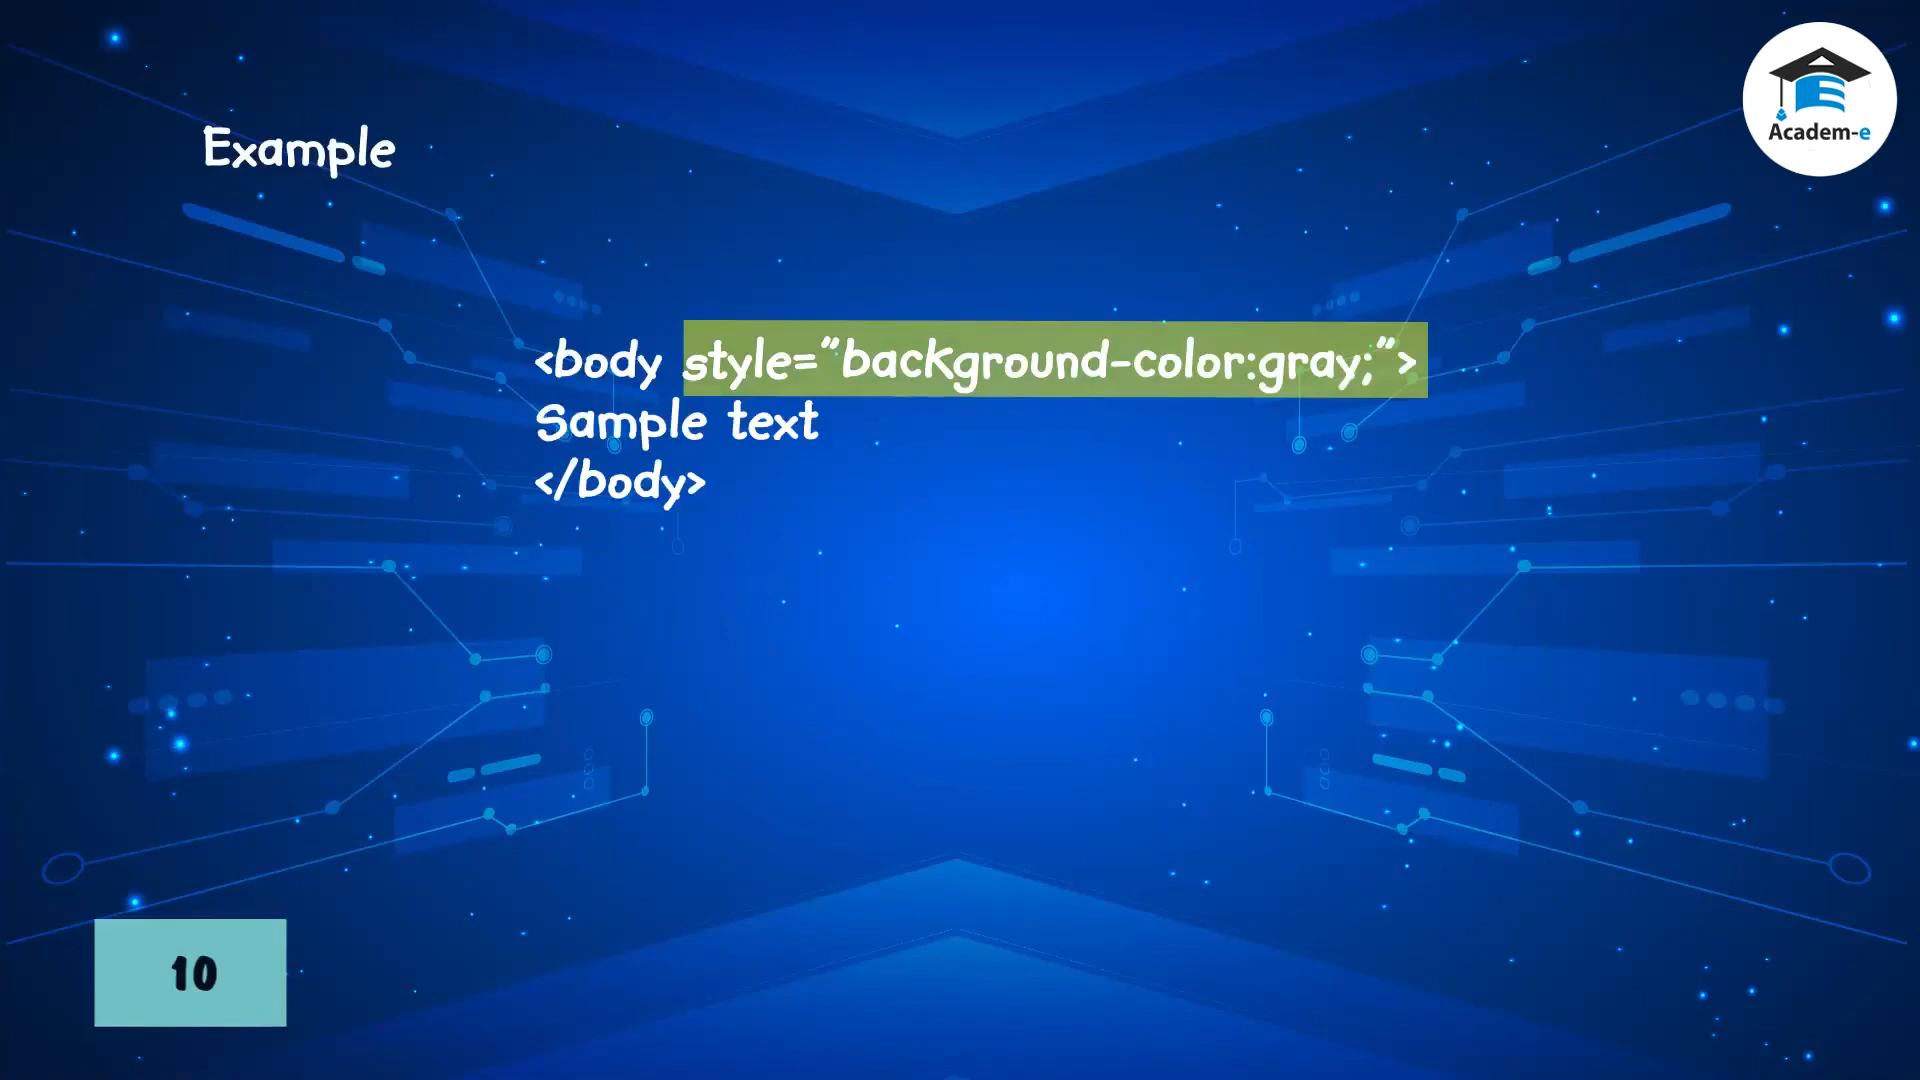 Academ-e
Example
<body style="background-color:gray;">
Sample text
</body>
10